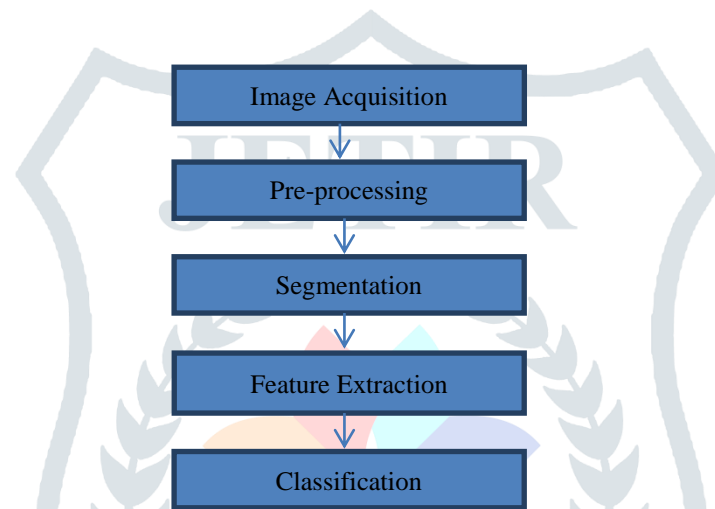 Image Acquisition
JETIR
Pre-processing
Segmentation
Feature Extraction
Classification